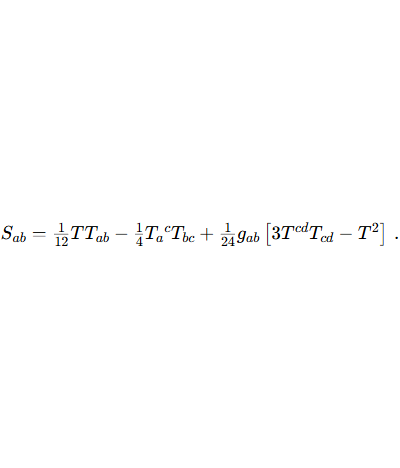 $S_{ab} = \frac{1}{12} T T_{ab} - \frac{1}{4} T_a{}^c T_{bc} + \frac{1}{24} g_{ab} \left[ 3 T^{cd} T_{cd} - T^2 \right] \, .$